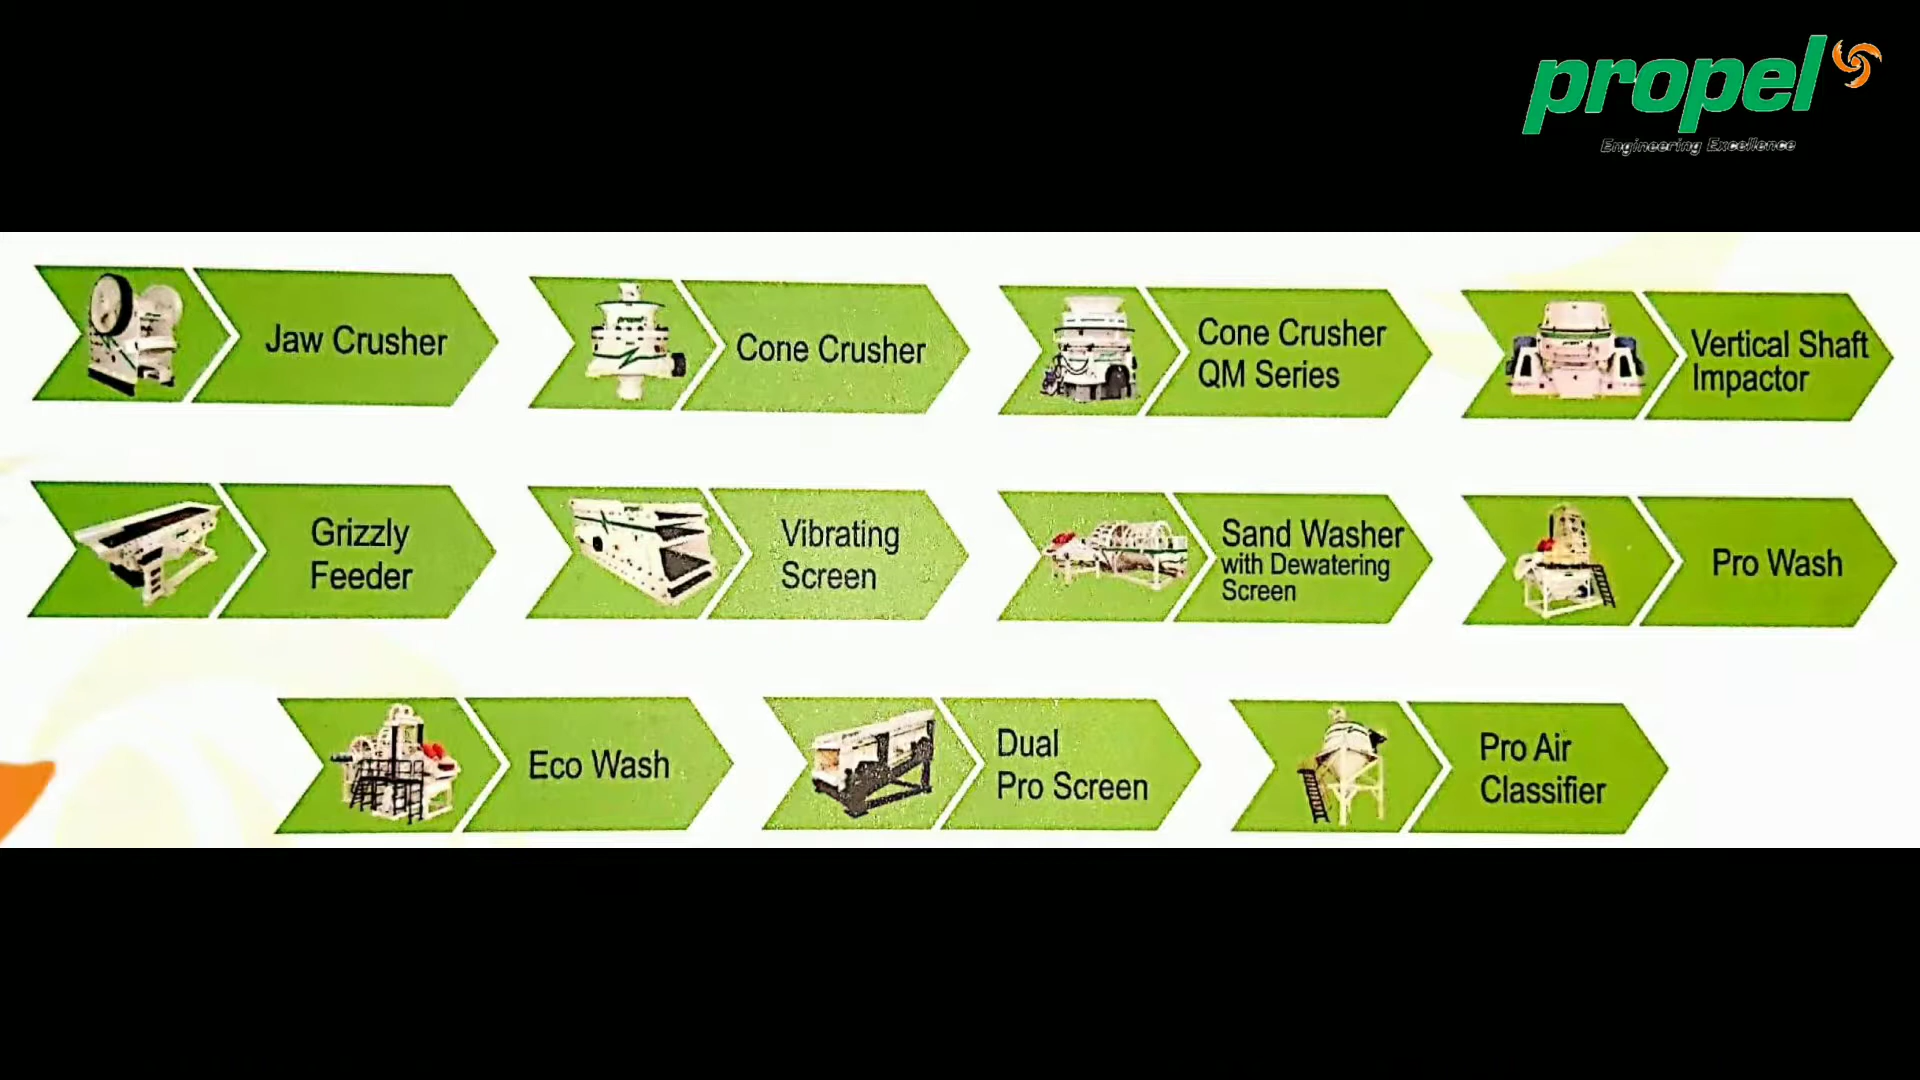 propel
Engineering Excellence
Jaw Crusher
propel
Cone Crusher
Cone Crusher
QM Series
Vertical Shaft
Impactor
Grizzly
Feeder
Vibrating
Screen
Sand Washer
with Dewatering
Screen
Pro Wash
Eco Wash
Dual
Pro Screen
Pro Air
Classifier